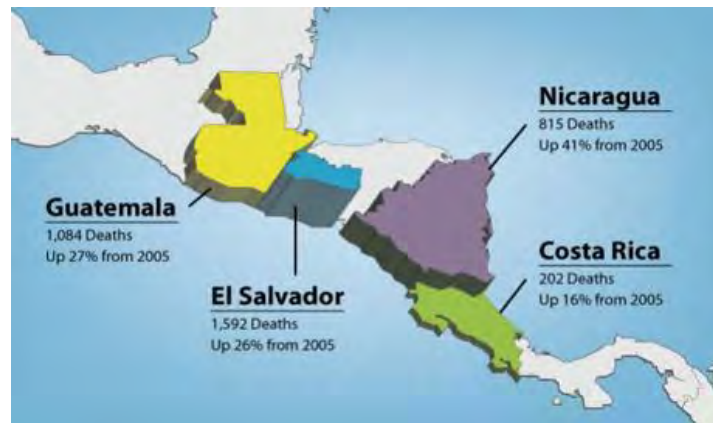 Nicaragua
815 Deaths
Up 41% from 2005
Guatemala
1,084 Deaths
Up 27% from 2005
Costa Rica
202 Deaths
Up 16% from 2005
El Salvador
1,592 Deaths
Up 26% from 2005